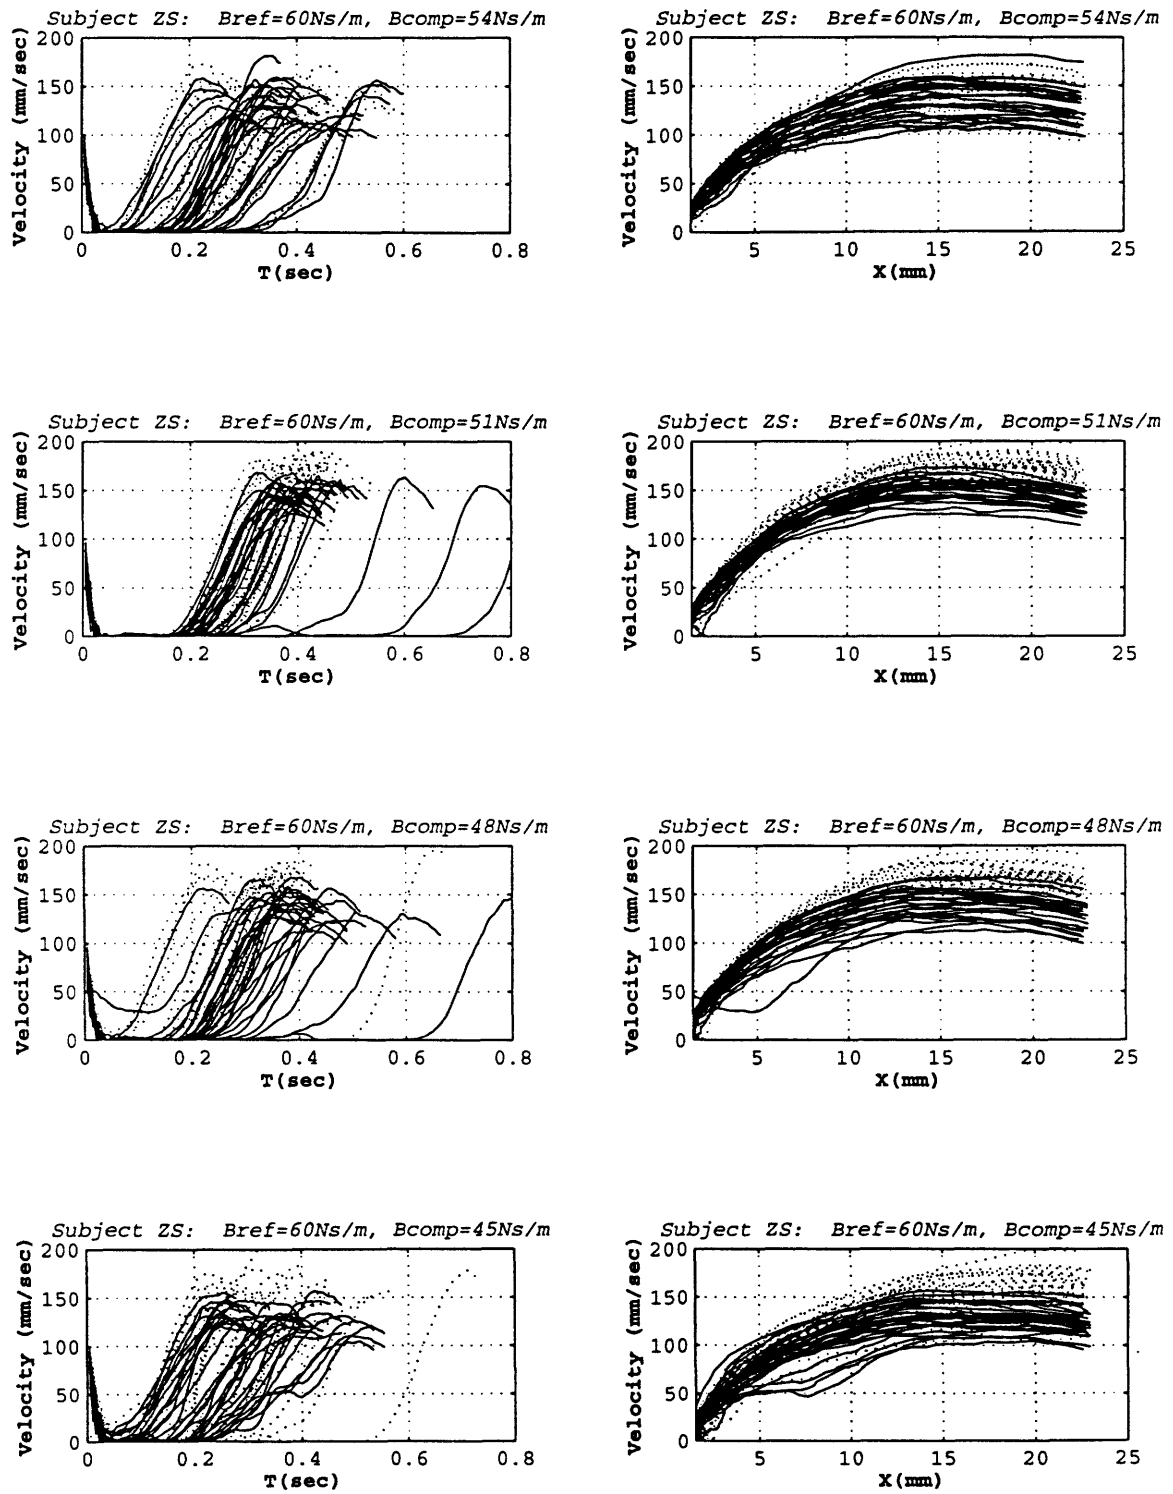 Subject ZS: Bref=60Ns/m, Bcomp=54Ns/m
200
150
100
50
0
Velocity (mm/sec)
0.2 0.4 0.6 0.8
T(sec)
Subject ZS: Bref=60Ns/m, Bcomp=54Ns/m
200
150
100
50
0
Velocity (mm/sec)
5 10 15 20 25
X(mm)
Subject ZS: Bref=60Ns/m, Bcomp=51Ns/m
200
150
100
50
0
Velocity (mm/sec)
0 0.2 0.4 0.6 0.8
T(sec)
Subject ZS: Bref=60Ns/m, Bcomp=51Ns/m
200
150
100
50
0
Velocity (mm/sec)
5 10 15 20 25
X(mm)
Subject ZS: Bref=60Ns/m, Bcomp=48Ns/m
200
150
100
50
0
Velocity (mm/sec)
0 0.2 0.4 0.6 0.8
T(sec)
Subject ZS: Bref=60Ns/m, Bcomp=48Ns/m
200
150
100
50
0
Velocity (mm/sec)
5 10 15 20 25
X(mm)
Subject ZS: Bref=60Ns/m, Bcomp=45Ns/m
200
150
100
50
0
Velocity (mm/sec)
0 0.2 0.4 0.6 0.8
T(sec)
Subject ZS: Bref=60Ns/m, Bcomp=45Ns/m
200
150
100
50
0
Velocity (mm/sec)
5 10 15 20 25
X(mm)